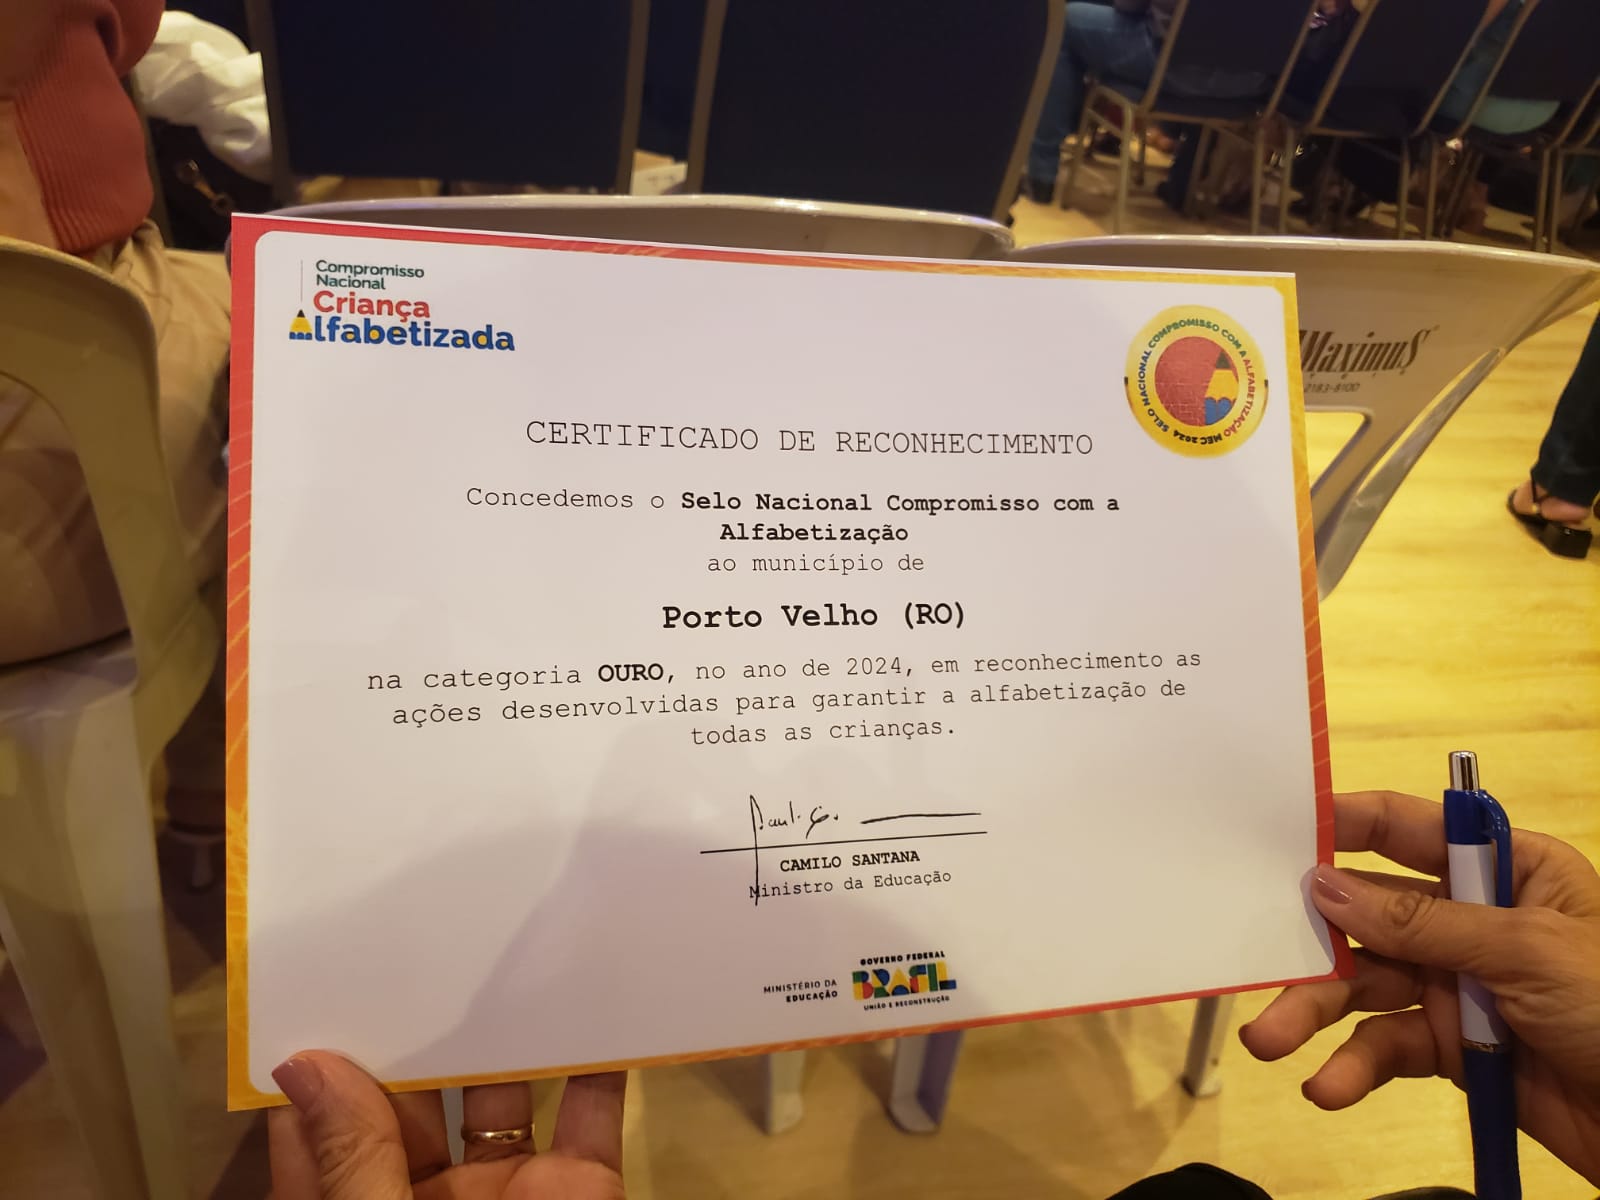 Compromisso
Nacional
Criança
Alfabetizada
SELO NACIONAL COMPROMISSO COM A ALFABETIZAÇÃO MEC 2024
MaximuS
2183-8100
CERTIFICADO DE RECONHECIMENTO
Concedemos o Selo Nacional Compromisso com a
Alfabetização
ao município de
Porto Velho (RO)
na categoria OURO, no ano de 2024, em reconhecimento as
ações desenvolvidas para garantir a alfabetização de
todas as crianças.
CAMILO SANTANA
Ministro da Educação
MINISTÉRIO DA
EDUCAÇÃO
GOVERNO FEDERAL
BRASIL
UNIÃO E RECONSTRUÇÃO